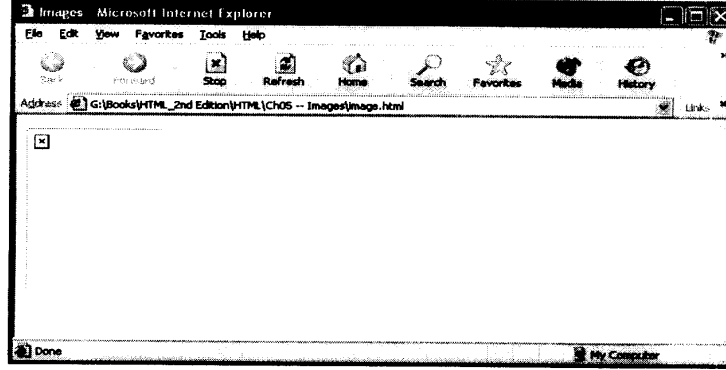 Images - Microsoft Internet Explorer
File Edit View Favorites Tools Help
Back Forward Stop Refresh Home Search Favorites Media History
Address G:\Books\HTML_2nd Edition\HTML\Ch05 -- Images\image.html Links
Done My Computer